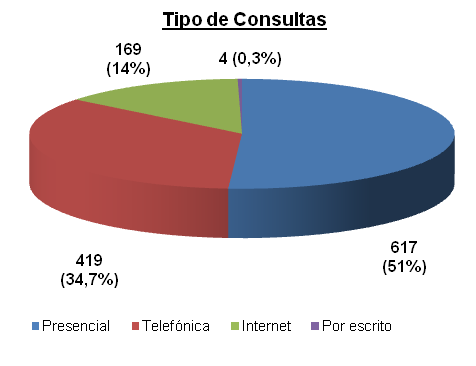 Tipo de Consultas
169
(14%)
4 (0,3%)
617
(51%)
419
(34,7%)
Presencial
Telefónica
Internet
Por escrito